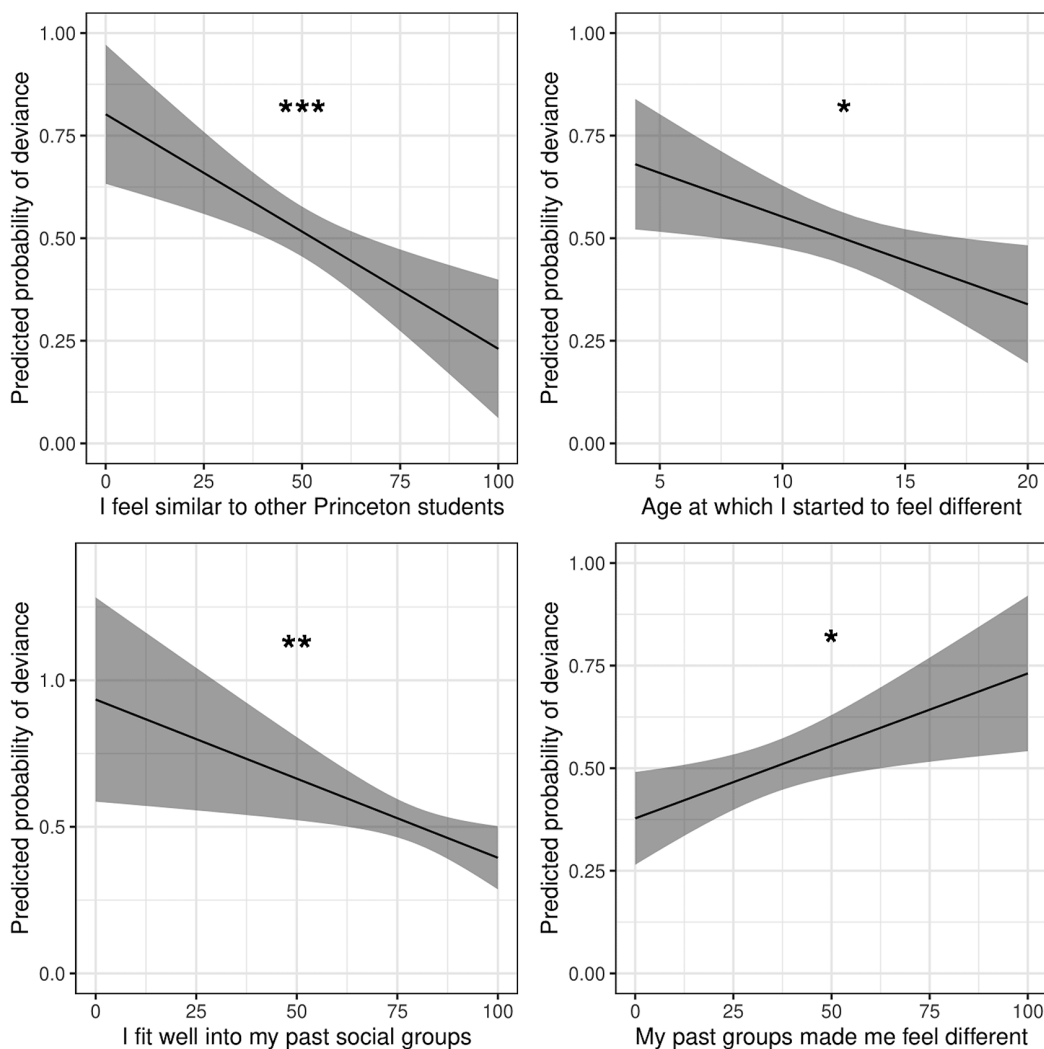 1.00
0.75
0.50
0.25
0.00
Predicted probability of deviance
***
0 25 50 75 100
I feel similar to other Princeton students
1.00
0.75
0.50
0.25
0.00
Predicted probability of deviance
*
5 10 15 20
Age at which I started to feel different
1.0
0.5
0.0
Predicted probability of deviance
**
0 25 50 75 100
I fit well into my past social groups
1.00
0.75
0.50
0.25
0.00
Predicted probability of deviance
*
0 25 50 75 100
My past groups made me feel different